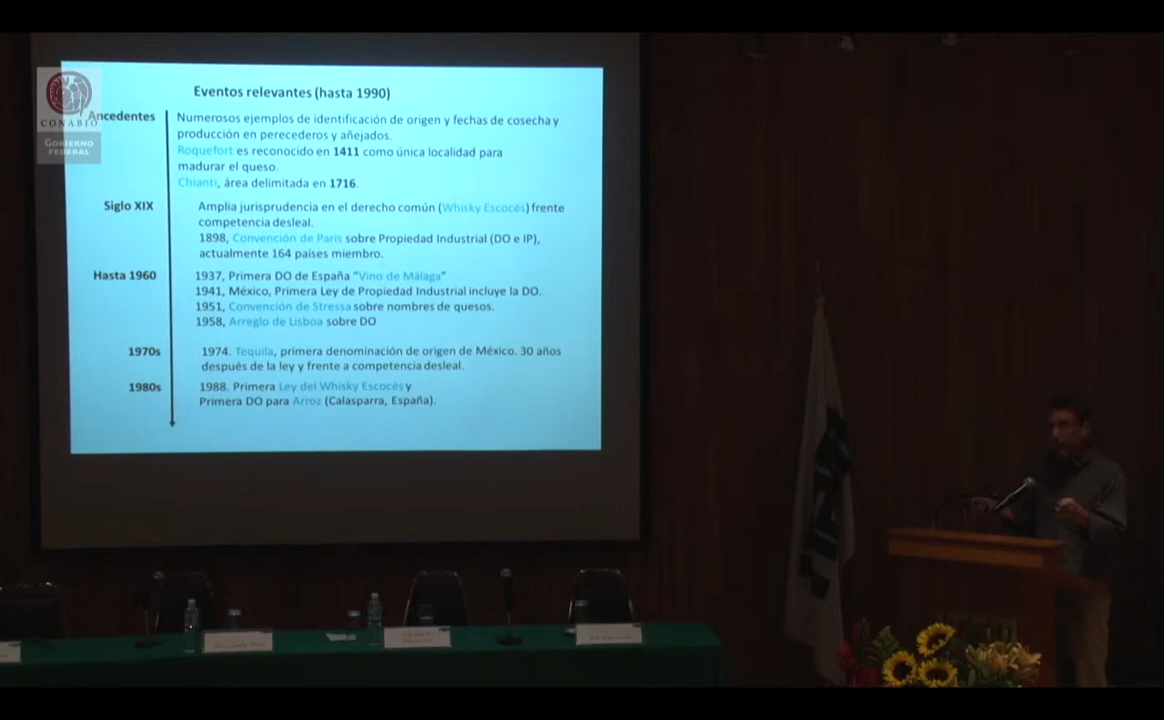 Eventos relevantes (hasta 1990)
CONABIO
GOBIERNO
FEDERAL
Ancedentes
Numerosos ejemplos de identificación de origen y fechas de cosecha y
producción en perecederos y añejados.
Roquefort es reconocido en 1411 como única localidad para
madurar el queso.
Chianti, área delimitada en 1716.
Siglo XIX
Amplia jurisprudencia en el derecho común (Whisky Escocés) frente
competencia desleal.
1898, Convención de Paris sobre Propiedad Industrial (DO e IP),
actualmente 164 países miembro.
Hasta 1960
1937, Primera DO de España "Vino de Málaga"
1941, México, Primera Ley de Propiedad Industrial incluye la DO.
1951, Convención de Stressa sobre nombres de quesos.
1958, Arreglo de Lisboa sobre DO
1970s
1974. Tequila, primera denominación de origen de México. 30 años
después de la ley y frente a competencia desleal.
1980s
1988. Primera Ley del Whisky Escocés y
Primera DO para Arroz (Calasparra, España).